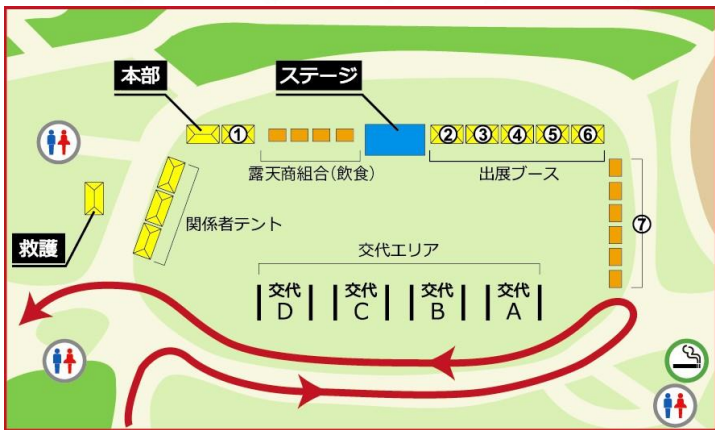 本部
ステージ
①
②
③
④
⑤
⑥
露天商組合(飲食)
出展ブース
関係者テント
⑦
救護
交代エリア
交代
D
交代
C
交代
B
交代
A